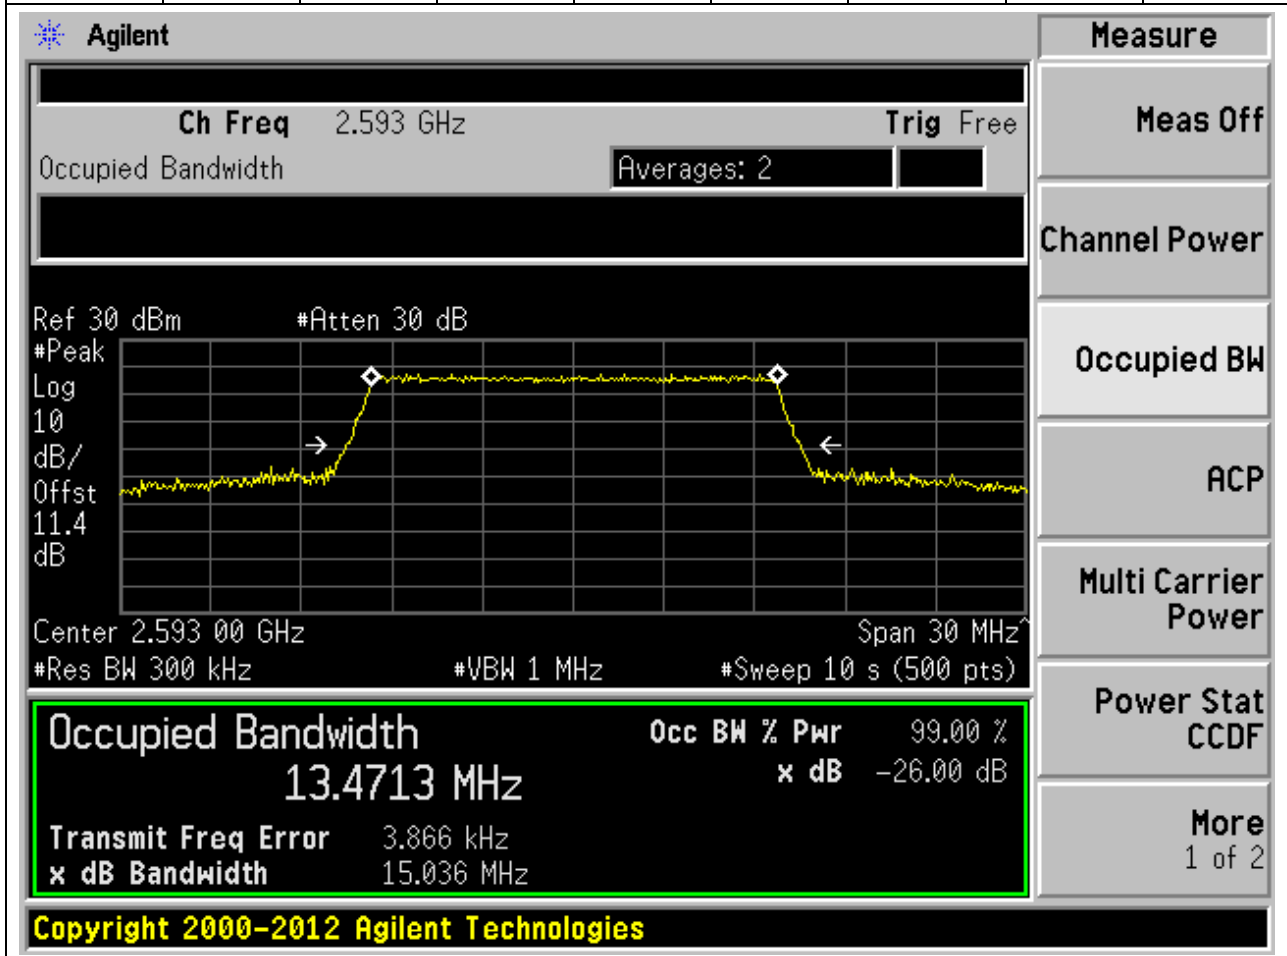 Agilent
Measure
Ch Freq 2.593 GHz Trig Free
Meas Off
Occupied Bandwidth Averages: 2
Channel Power
Ref 30 dBm #Atten 30 dB
#Peak
Log
10
dB/
Offst
11.4
dB
Occupied BW
ACP
Center 2.593 00 GHz Span 30 MHz^
#Res BW 300 kHz #VBW 1 MHz #Sweep 10 s (500 pts)
Multi Carrier
Power
Occupied Bandwidth Occ BW % Pwr 99.00 %
13.4713 MHz x dB -26.00 dB
Transmit Freq Error 3.866 kHz
x dB Bandwidth 15.036 MHz
Power Stat
CCDF
More
1 of 2
Copyright 2000-2012 Agilent Technologies